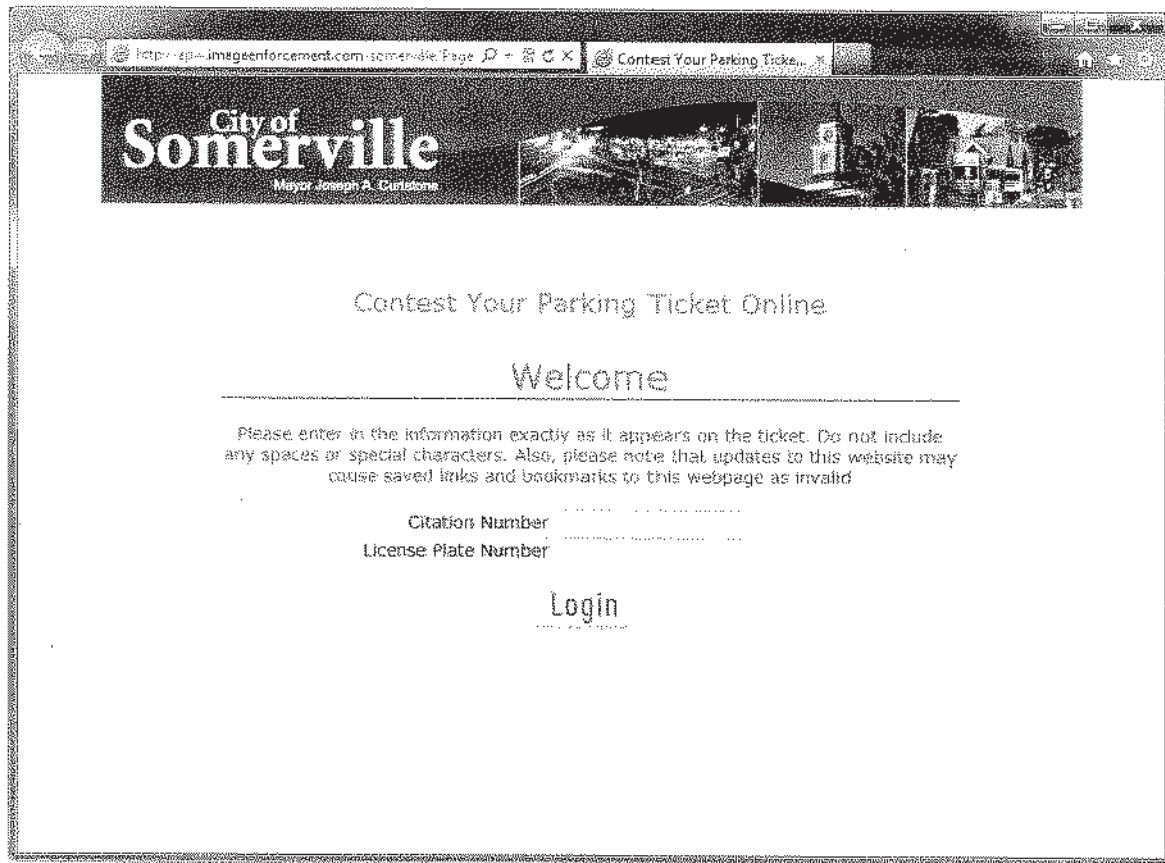 imageenforcement.com
Contest Your Parking Ticke...
City of
Somerville
Mayor Joseph A. Curtatone
Contest Your Parking Ticket Online
Welcome
Please enter in the information exactly as it appears on the ticket. Do not include
any spaces or special characters. Also, please note that updates to this website may
cause saved links and bookmarks to this webpage as invalid
Citation Number
License Plate Number
Login